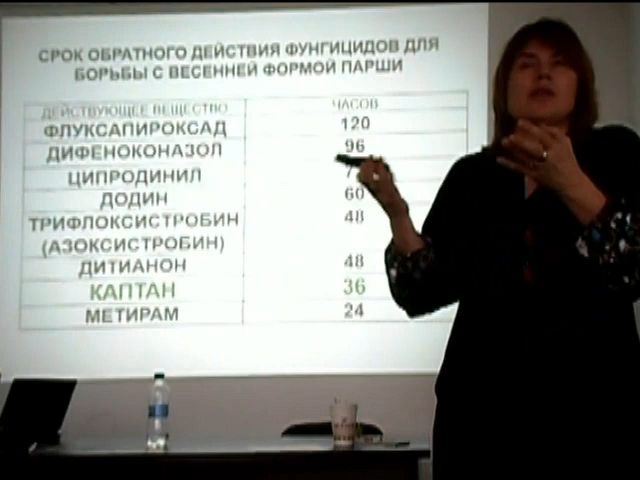 СРОК ОБРАТНОГО ДЕЙСТВИЯ ФУНГИЦИДОВ ДЛЯ
БОРЬБЫ С ВЕСЕННЕЙ ФОРМОЙ ПАРШИ
ДЕЙСТВУЮЩЕЕ ВЕЩЕСТВО ЧАСОВ
ФЛУКСАПИРОКСАД 120
ДИФЕНОКОНАЗОЛ 96
ЦИПРОДИНИЛ
ДОДИН 60
ТРИФЛОКСИСТРОБИН 48
(АЗОКСИСТРОБИН)
ДИТИАНОН 48
КАПТАН 36
МЕТИРАМ 24